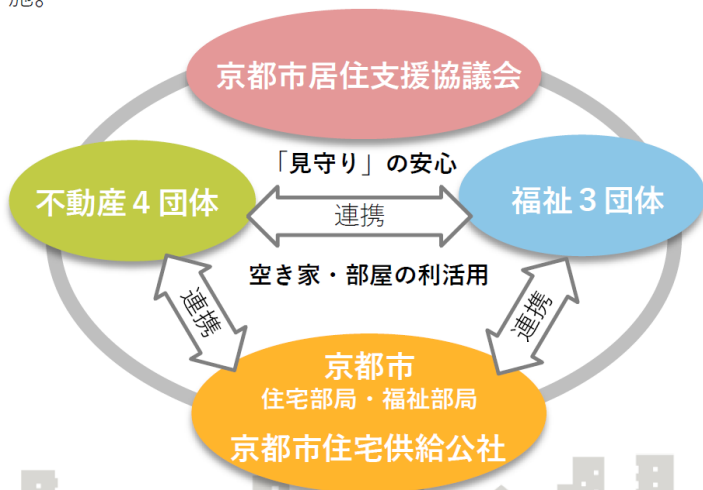 施。
京都市居住支援協議会
「見守り」の安心
不動産4団体
連携
福祉3団体
空き家・部屋の利活用
連携
連携
京都市
住宅部局・福祉部局
京都市住宅供給公社